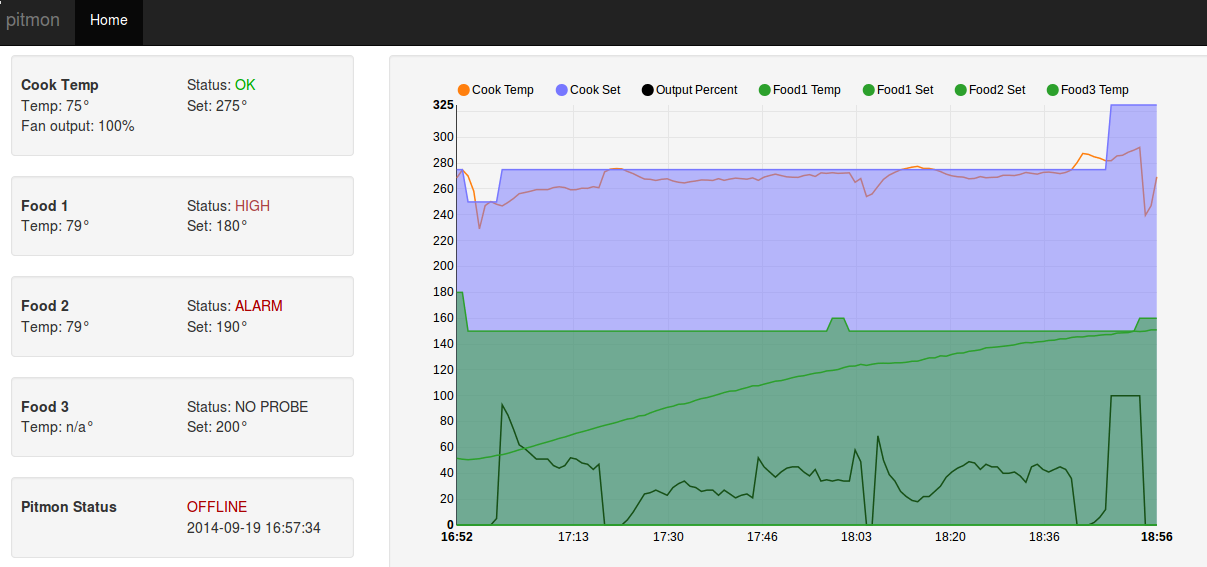 pitmon Home
Cook Temp Status: OK
Temp: 75° Set: 275°
Fan output: 100%
Food 1 Status: HIGH
Temp: 79° Set: 180°
Food 2 Status: ALARM
Temp: 79° Set: 190°
Food 3 Status: NO PROBE
Temp: n/a° Set: 200°
Pitmon Status OFFLINE
2014-09-19 16:57:34
Cook Temp Cook Set Output Percent Food1 Temp Food1 Set Food2 Set Food3 Temp
325
300
280
260
240
220
200
180
160
140
120
100
80
60
40
20
0
16:52 17:13 17:30 17:46 18:03 18:20 18:36 18:56